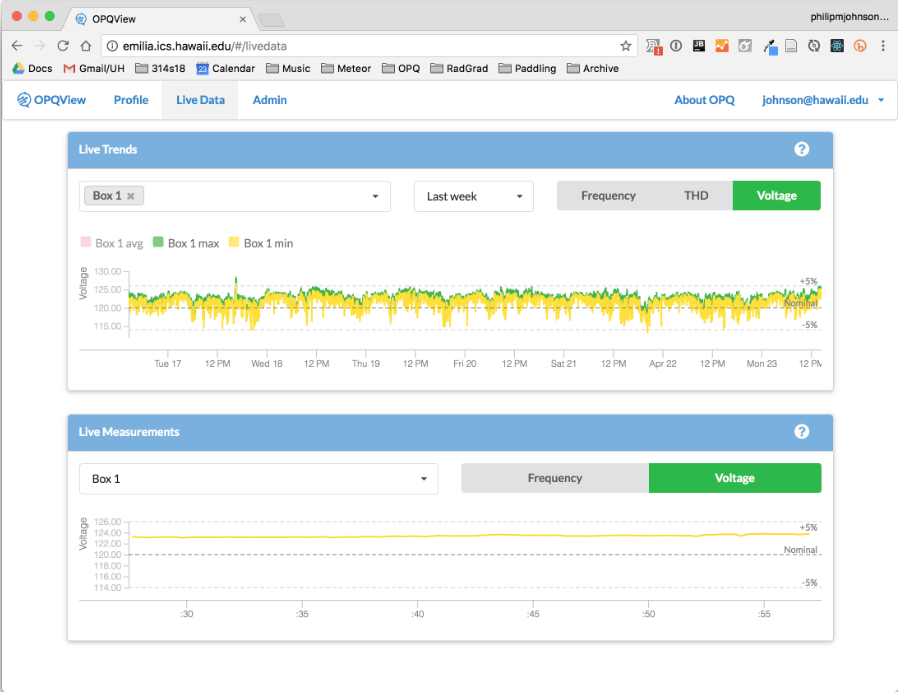 OPQView
philipmjohnson...
emilia.ics.hawaii.edu/#/livedata
Docs Gmail/UH 314s18 23 Calendar Music Meteor OPQ RadGrad Paddling Archive
OPQView Profile Live Data Admin About OPQ johnson@hawaii.edu
Live Trends ?
Box 1 × Last week Frequency THD Voltage
Box 1 avg Box 1 max Box 1 min
Voltage
130.00
+5%
125.00
Nominal
120.00
-5%
115.00
Tue 17 12 PM Wed 18 12 PM Thu 19 12 PM Fri 20 12 PM Sat 21 12 PM Apr 22 12 PM Mon 23 12 PM
Live Measurements ?
Box 1 Frequency Voltage
Voltage
126.00
+5%
124.00
122.00
Nominal
120.00
118.00
116.00
-5%
114.00
:30 :35 :40 :45 :50 :55